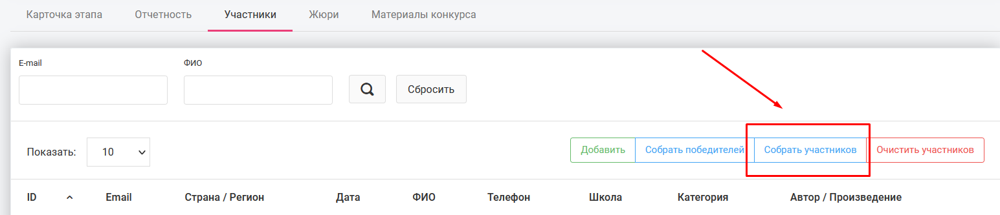 Карточка этапа Отчетность Участники Жюри Материалы конкурса
E-mail ФИО
Сбросить
Показать: 10 Добавить Собрать победителей Собрать участников Очистить участников
ID Email Страна / Регион Дата ФИО Телефон Школа Категория Автор / Произведение